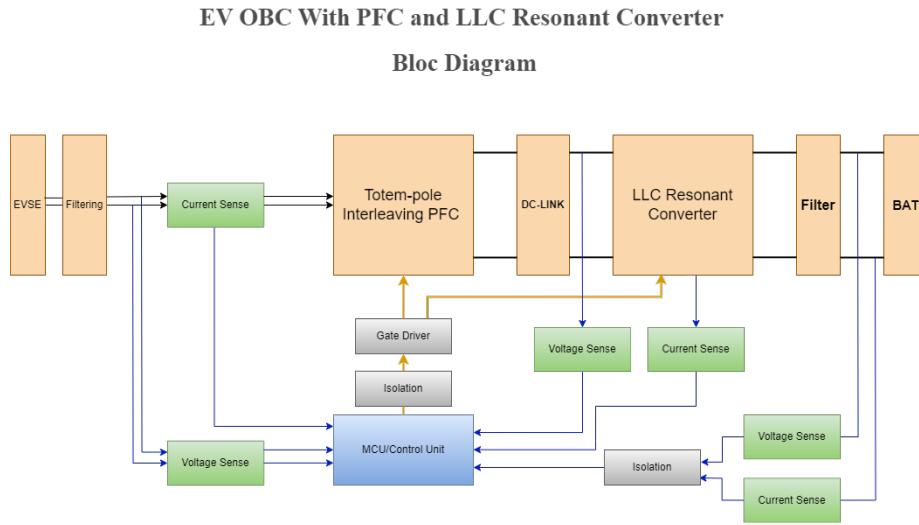 EV OBC With PFC and LLC Resonant Converter
Bloc Diagram
EVSE
Filtering
Current Sense
Totem-pole
Interleaving PFC
DC-LINK
LLC Resonant
Converter
Filter
BAT
Gate Driver
Voltage Sense
Current Sense
Isolation
MCU/Control Unit
Voltage Sense
Isolation
Voltage Sense
Current Sense